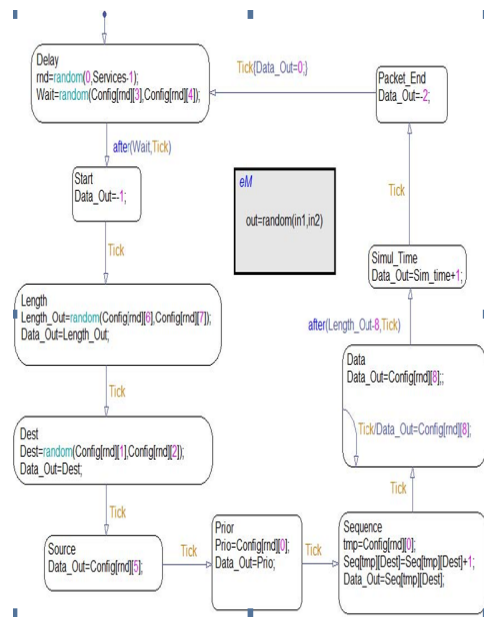 Delay
rnd=random(0,Services-1);
Wait=random(Config[rnd][3],Config[rnd][4]);
Tick{Data_Out=0;}
Packet_End
Data_Out=-2;
after(Wait,Tick)
Start
Data_Out=-1;
eM
out=random(in1,in2)
Tick
Tick
Simul_Time
Data_Out=Sim_time+1;
Length
Length_Out=random(Config[rnd][6],Config[rnd][7]);
Data_Out=Length_Out;
after(Length_Out-8,Tick)
Data
Data_Out=Config[rnd][8];;
Tick/Data_Out=Config[rnd][8];
Tick
Dest
Dest=random(Config[rnd][1],Config[rnd][2]);
Data_Out=Dest;
Tick
Tick
Source
Data_Out=Config[rnd][5];
Tick
Prior
Prio=Config[rnd][0];
Data_Out=Prio;
Tick
Sequence
tmp=Config[rnd][0];
Seq[tmp][Dest]=Seq[tmp][Dest]+1;
Data_Out=Seq[tmp][Dest];